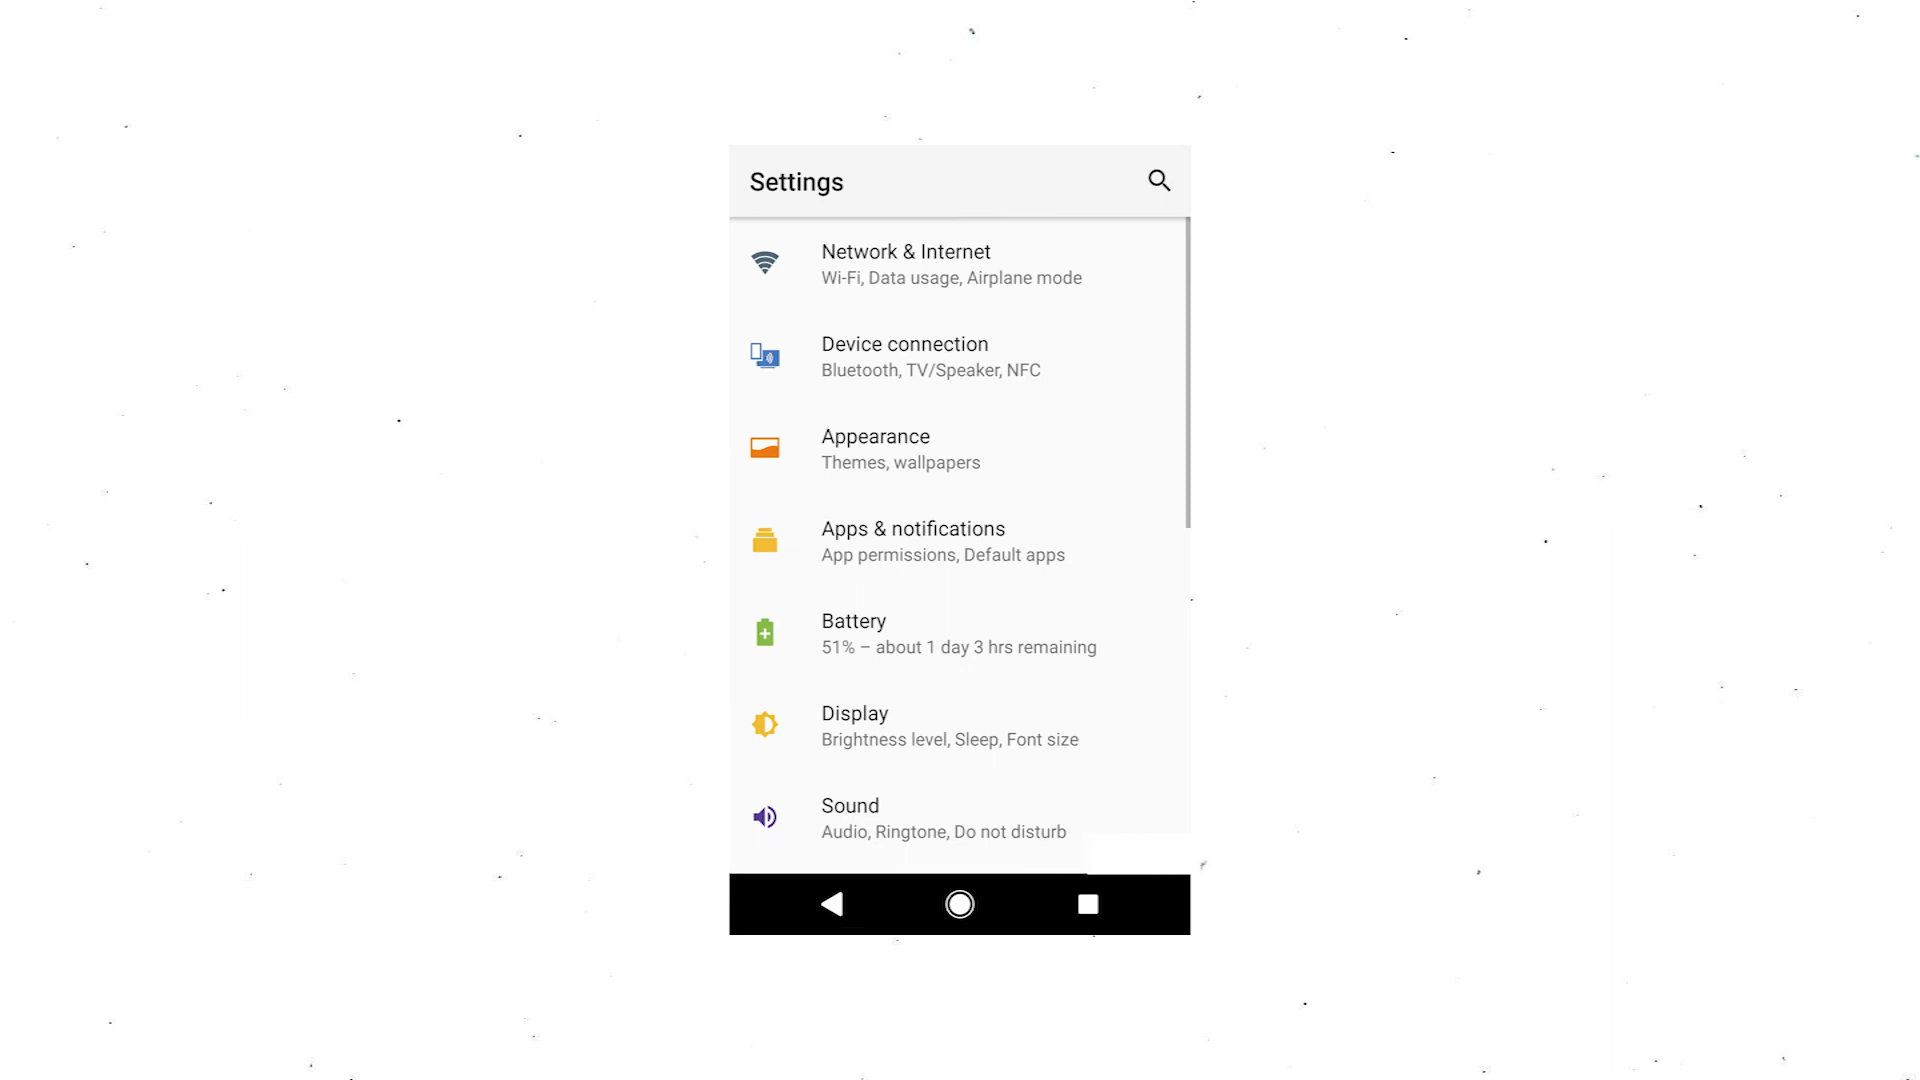 Settings
Network & Internet
Wi-Fi, Data usage, Airplane mode
Device connection
Bluetooth, TV/Speaker, NFC
Appearance
Themes, wallpapers
Apps & notifications
App permissions, Default apps
Battery
51% – about 1 day 3 hrs remaining
Display
Brightness level, Sleep, Font size
Sound
Audio, Ringtone, Do not disturb